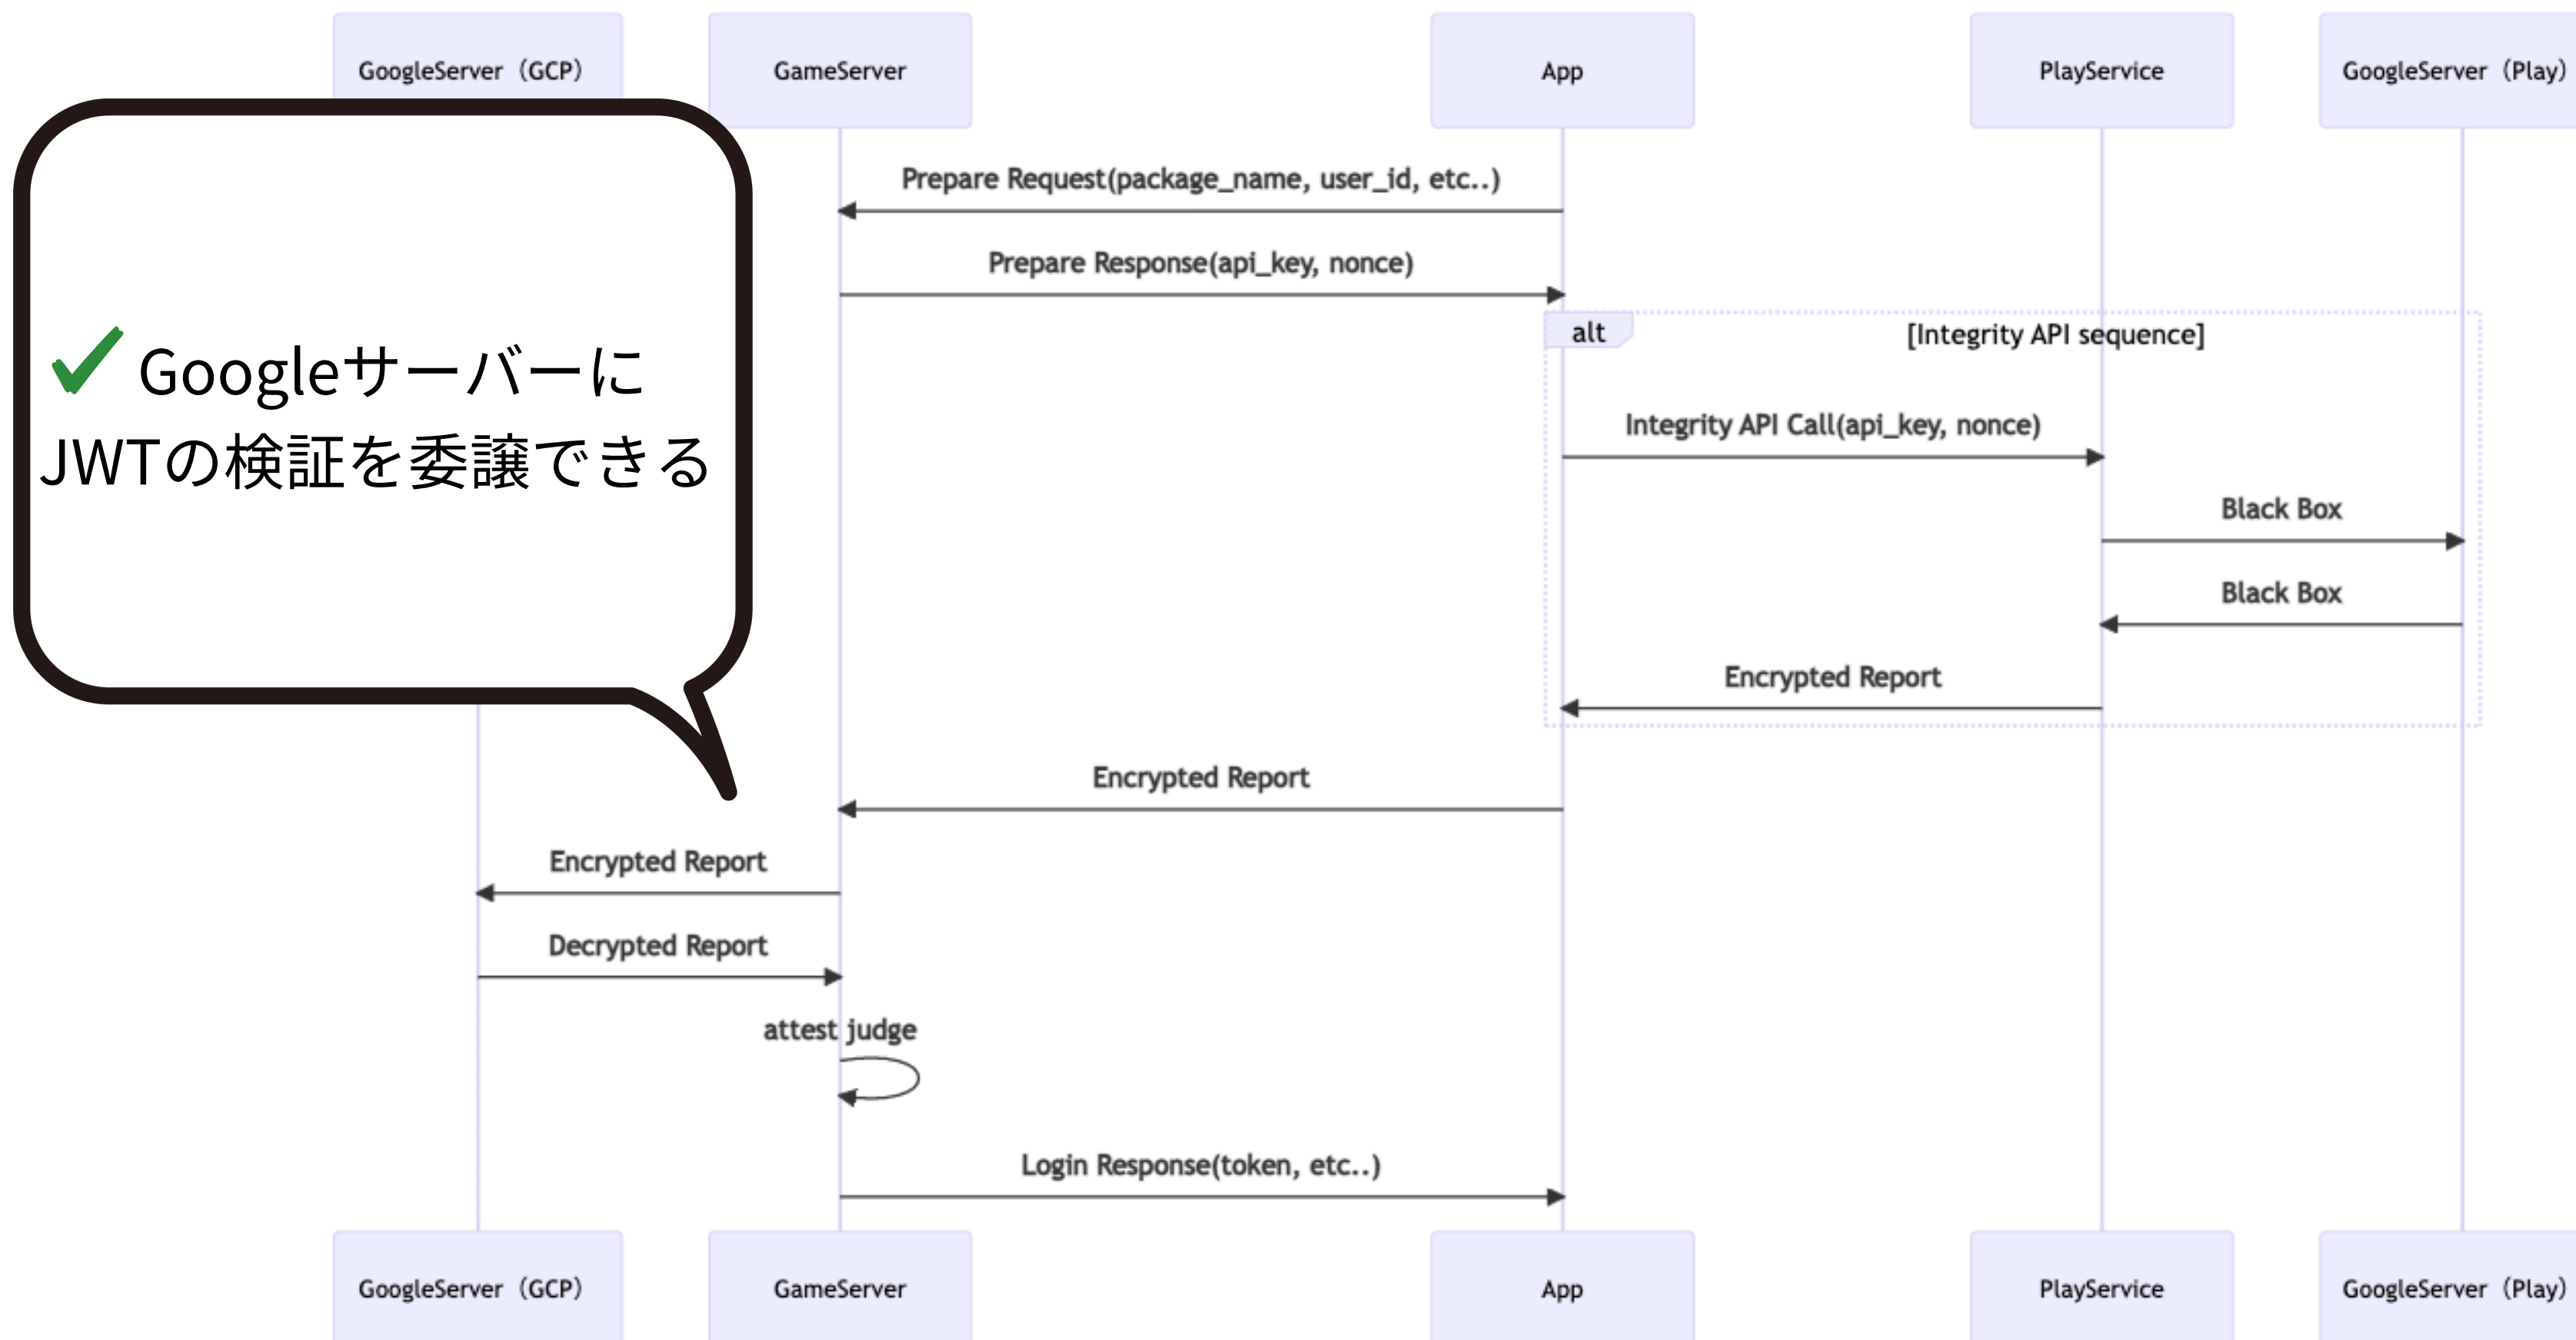 GoogleServer（GCP）
GameServer
App
PlayService
GoogleServer（Play）
Prepare Request(package_name, user_id, etc..)
Prepare Response(api_key, nonce)
alt
[Integrity API sequence]
Googleサーバーに
JWTの検証を委譲できる
Integrity API Call(api_key, nonce)
Black Box
Black Box
Encrypted Report
Encrypted Report
Encrypted Report
Decrypted Report
attest judge
Login Response(token, etc..)
GoogleServer（GCP）
GameServer
App
PlayService
GoogleServer（Play）